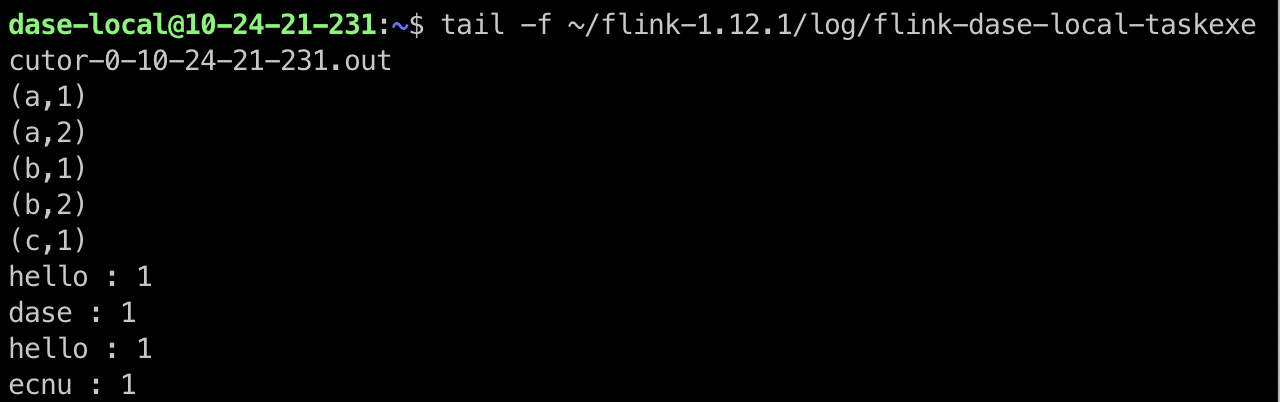 dase-local@10-24-21-231:~$ tail -f ~/flink-1.12.1/log/flink-dase-local-taskexe
cutor-0-10-24-21-231.out
(a,1)
(a,2)
(b,1)
(b,2)
(c,1)
hello : 1
dase : 1
hello : 1
ecnu : 1